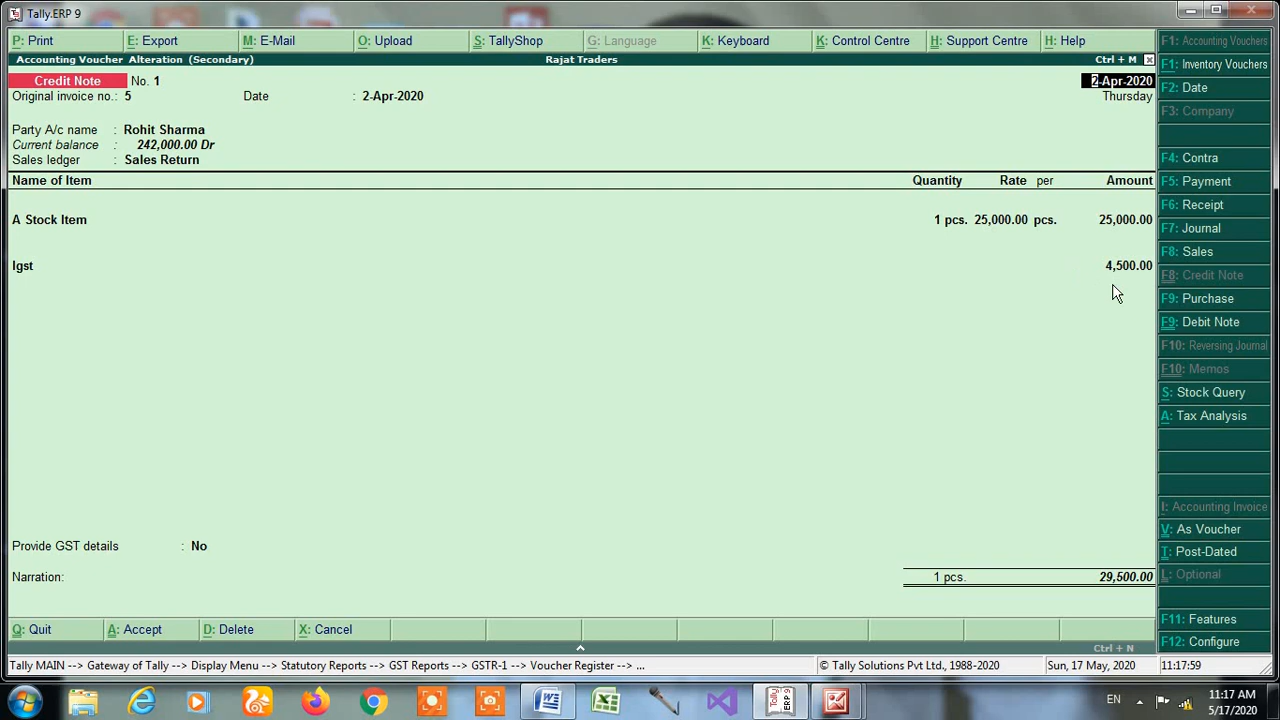 Tally.ERP 9
P: Print E: Export M: E-Mail O: Upload S: TallyShop G: Language K: Keyboard K: Control Centre H: Support Centre H: Help
Accounting Voucher Alteration (Secondary) Rajat Traders Ctrl + M
Credit Note No. 1 2-Apr-2020
Original invoice no.: 5 Date : 2-Apr-2020 Thursday
Party A/c name : Rohit Sharma
Current balance : 242,000.00 Dr
Sales ledger : Sales Return
Name of Item Quantity Rate per Amount
A Stock Item 1 pcs. 25,000.00 pcs. 25,000.00
Igst 4,500.00
Provide GST details : No
Narration: 1 pcs. 29,500.00
Q: Quit A: Accept D: Delete X: Cancel
Ctrl + N
Tally MAIN --> Gateway of Tally --> Display Menu --> Statutory Reports --> GST Reports --> GSTR-1 --> Voucher Register --> ... © Tally Solutions Pvt Ltd., 1988-2020 Sun, 17 May, 2020 11:17:59
F1: Accounting Vouchers
F1: Inventory Vouchers
F2: Date
F3: Company
F4: Contra
F5: Payment
F6: Receipt
F7: Journal
F8: Sales
F8: Credit Note
F9: Purchase
F9: Debit Note
F10: Reversing Journal
F10: Memos
S: Stock Query
A: Tax Analysis
I: Accounting Invoice
V: As Voucher
T: Post-Dated
L: Optional
F11: Features
F12: Configure
EN 11:17 AM
5/17/2020